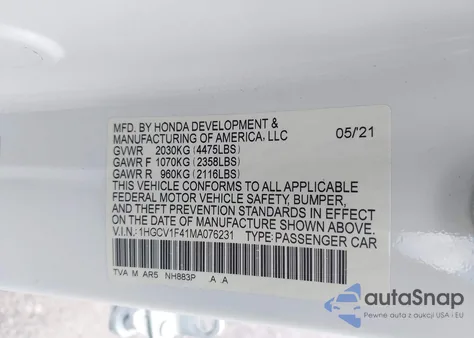 MFD. BY HONDA DEVELOPMENT &
MANUFACTURING OF AMERICA, LLC 05/'21
GVWR 2030KG (4475LBS)
GAWR F 1070KG (2358LBS)
GAWR R 960KG (2116LBS)
THIS VEHICLE CONFORMS TO ALL APPLICABLE
FEDERAL MOTOR VEHICLE SAFETY, BUMPER,
AND THEFT PREVENTION STANDARDS IN EFFECT
ON THE DATE OF MANUFACTURE SHOWN ABOVE.
V.I.N.: 1HGCV1F41MA076231 TYPE: PASSENGER CAR
TVA M AR5 NH883P A A
autoSnap
Pewne auta z aukcji USA i EU